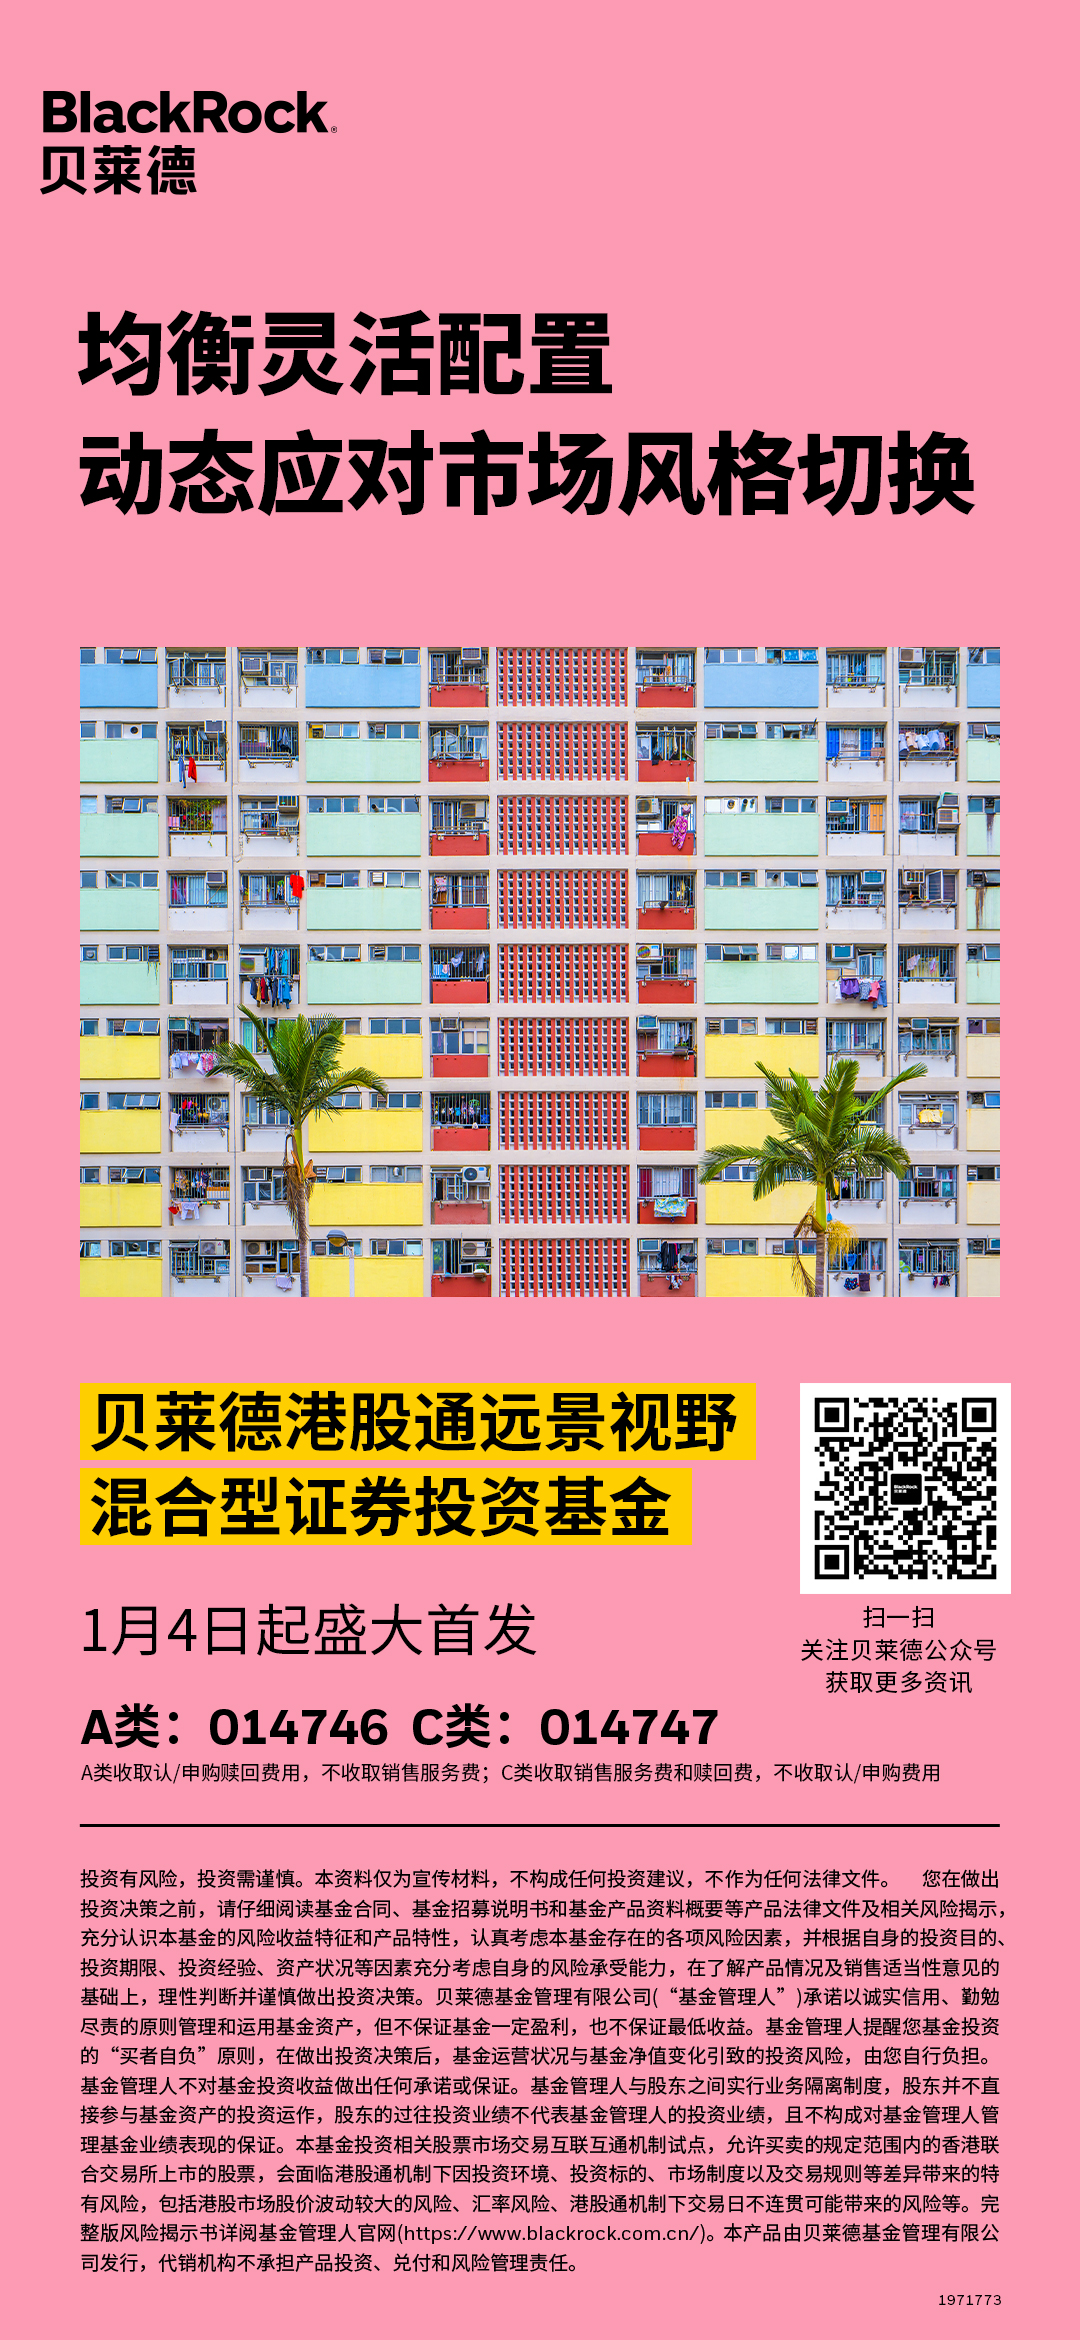 BlackRock®
贝莱德
均衡灵活配置
动态应对市场风格切换
贝莱德港股通远景视野
混合型证券投资基金
1月4日起盛大首发
A类：014746 C类：014747
A类收取认/申购赎回费用，不收取销售服务费；C类收取销售服务费和赎回费，不收取认/申购费用
BlackRock
贝莱德
扫一扫
关注贝莱德公众号
获取更多资讯
投资有风险，投资需谨慎。本资料仅为宣传材料，不构成任何投资建议，不作为任何法律文件。 您在做出
投资决策之前，请仔细阅读基金合同、基金招募说明书和基金产品资料概要等产品法律文件及相关风险揭示，
充分认识本基金的风险收益特征和产品特性，认真考虑本基金存在的各项风险因素，并根据自身的投资目的、
投资期限、投资经验、资产状况等因素充分考虑自身的风险承受能力，在了解产品情况及销售适当性意见的
基础上，理性判断并谨慎做出投资决策。贝莱德基金管理有限公司(“基金管理人”)承诺以诚实信用、勤勉
尽责的原则管理和运用基金资产，但不保证基金一定盈利，也不保证最低收益。基金管理人提醒您基金投资
的“买者自负”原则，在做出投资决策后，基金运营状况与基金净值变化引致的投资风险，由您自行负担。
基金管理人不对基金投资收益做出任何承诺或保证。基金管理人与股东之间实行业务隔离制度，股东并不直
接参与基金资产的投资运作，股东的过往投资业绩不代表基金管理人的投资业绩，且不构成对基金管理人管
理基金业绩表现的保证。本基金投资相关股票市场交易互联互通机制试点，允许买卖的规定范围内的香港联
合交易所上市的股票，会面临港股通机制下因投资环境、投资标的、市场制度以及交易规则等差异带来的特
有风险，包括港股市场股价波动较大的风险、汇率风险、港股通机制下交易日不连贯可能带来的风险等。完
整版风险揭示书详阅基金管理人官网(https://www.blackrock.com.cn/)。本产品由贝莱德基金管理有限公
司发行，代销机构不承担产品投资、兑付和风险管理责任。
1971773